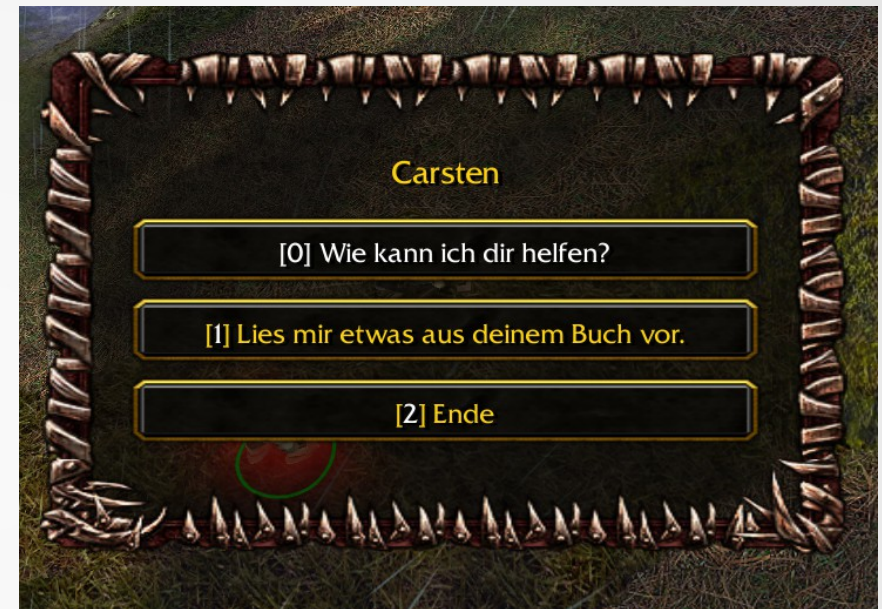 Carsten
[0] Wie kann ich dir helfen?
[1] Lies mir etwas aus deinem Buch vor.
[2] Ende